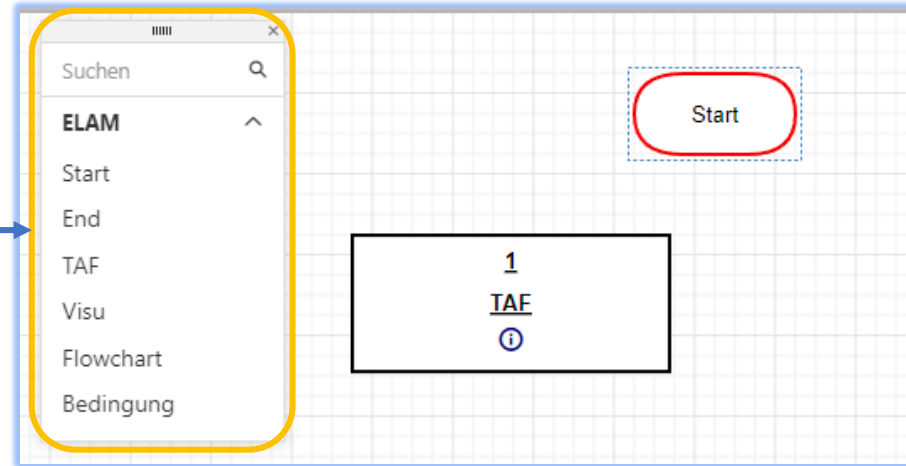 Suchen
ELAM
Start
End
TAF
Visu
Flowchart
Bedingung
Start
1
TAF